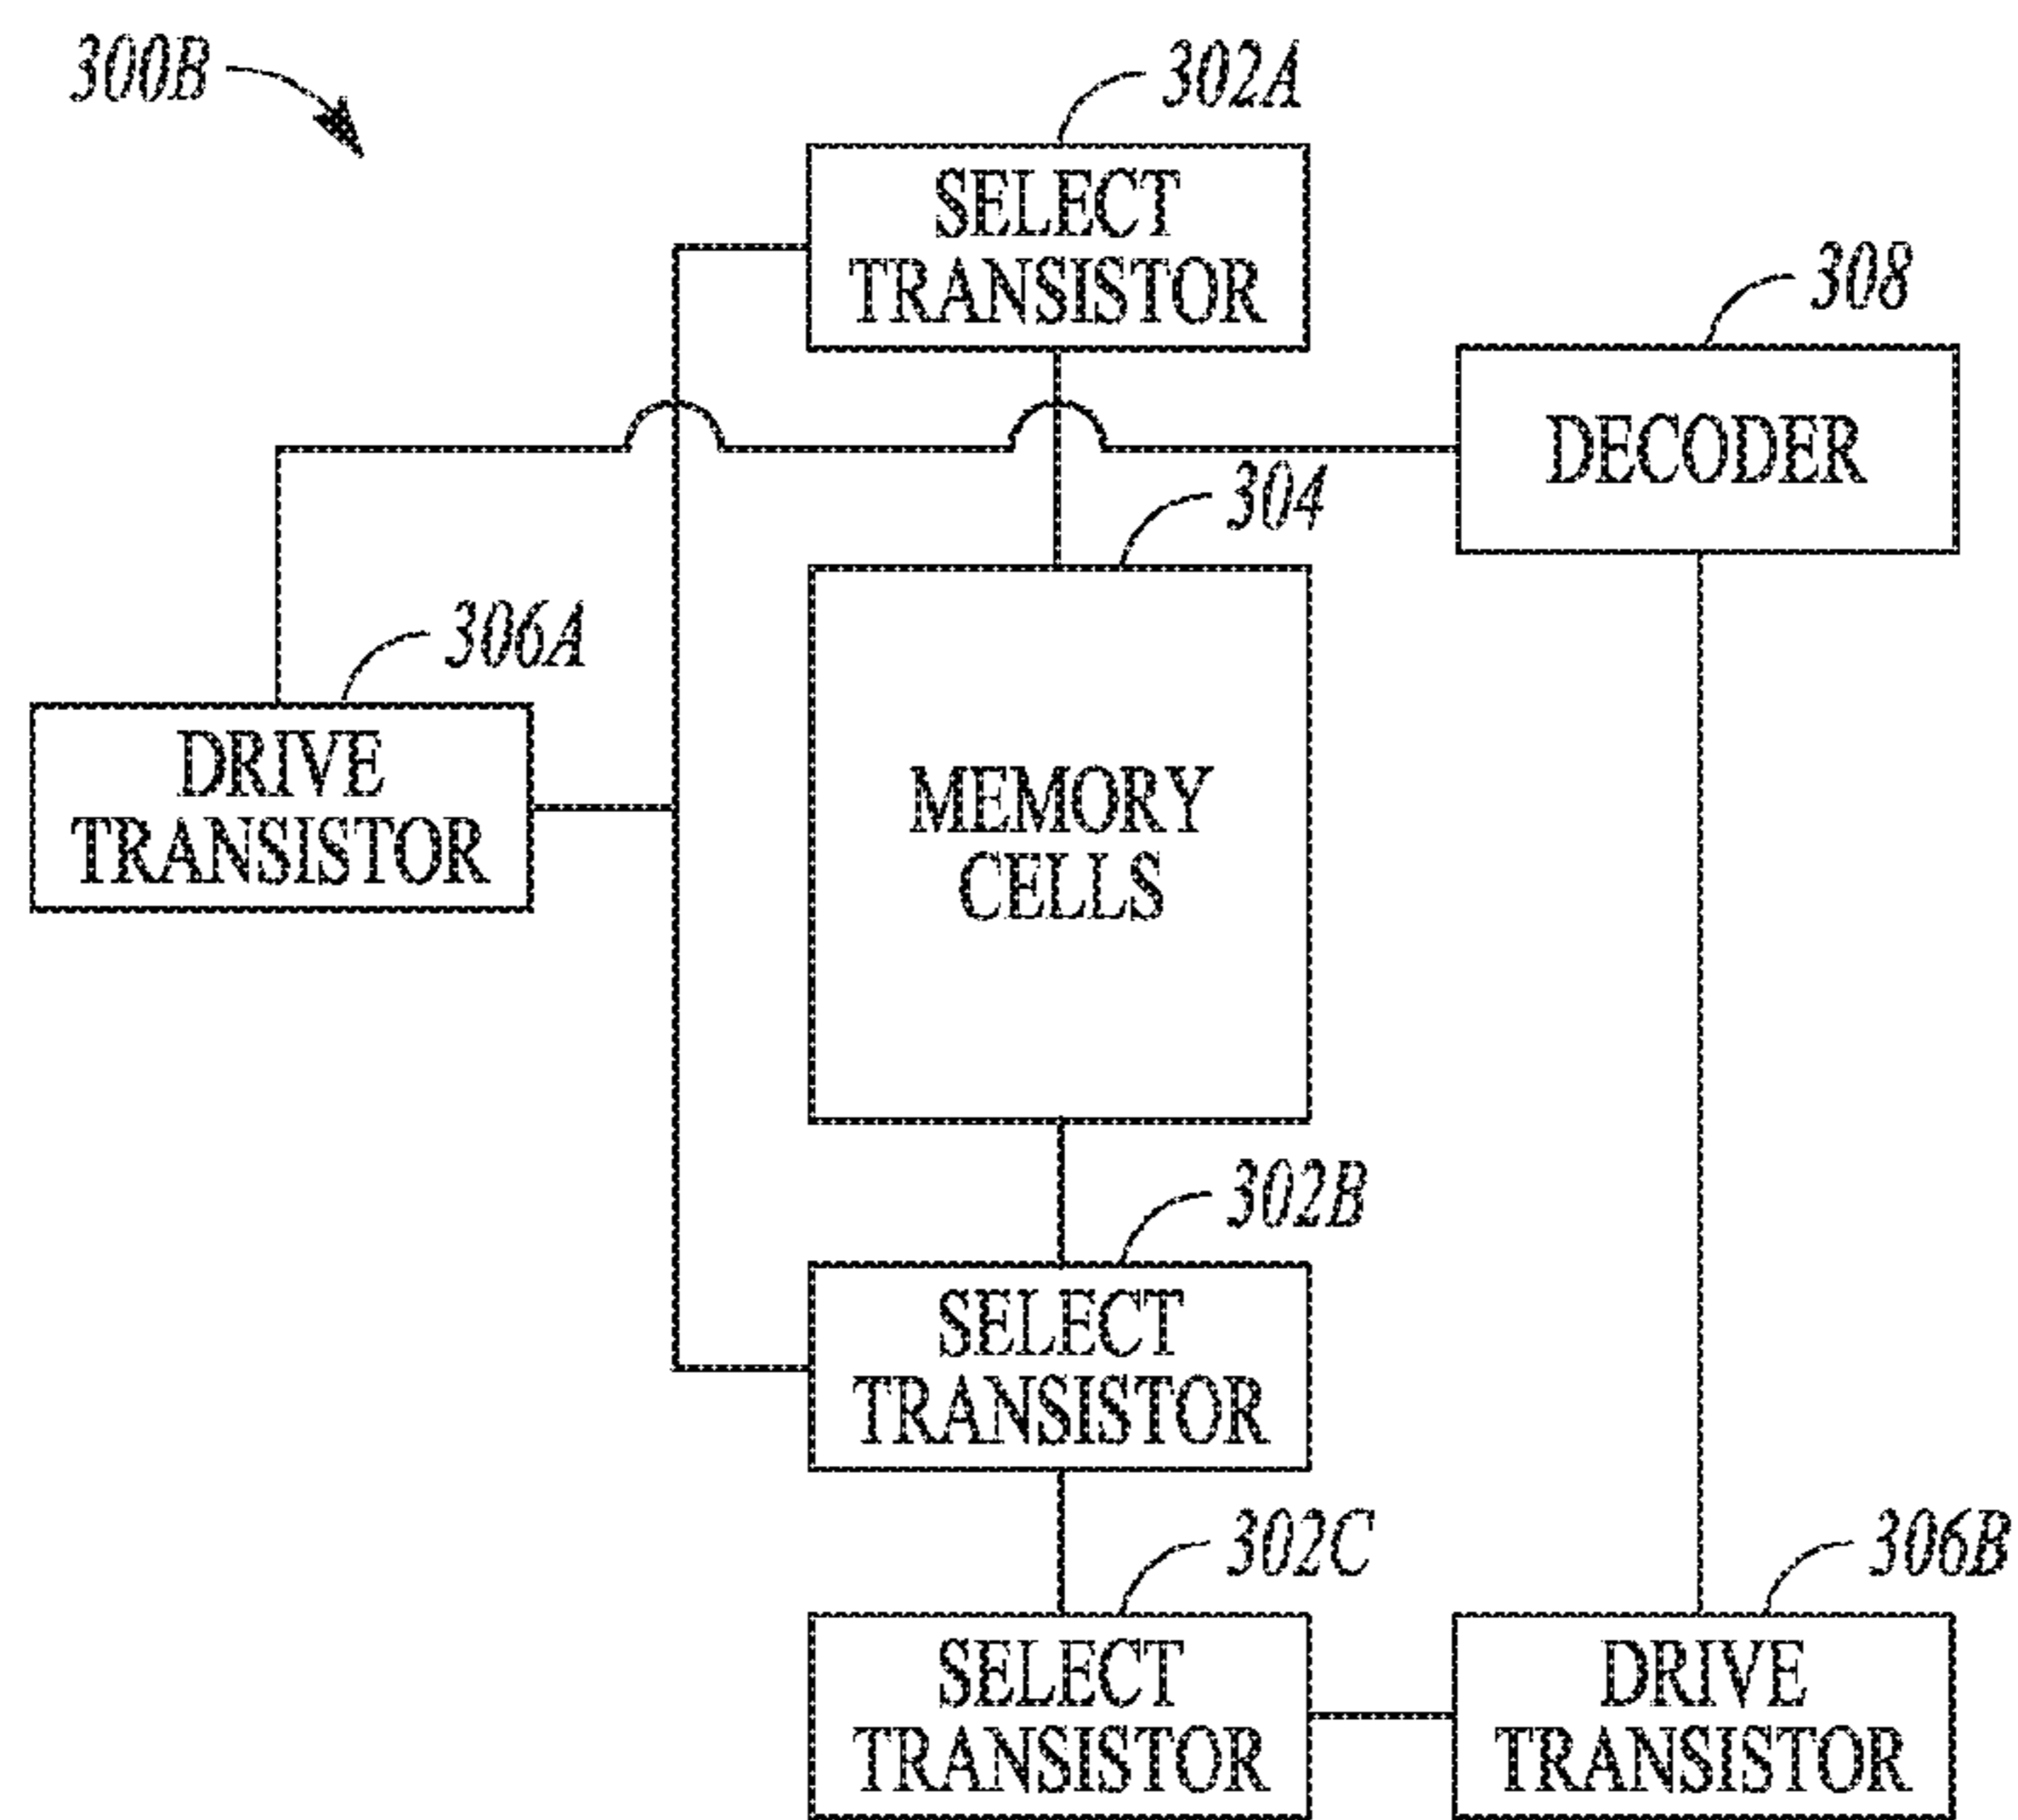 300B
302A
SELECT
TRANSISTOR
308
DECODER
304
306A
DRIVE
TRANSISTOR
MEMORY
CELLS
302B
SELECT
TRANSISTOR
302C
306B
SELECT
TRANSISTOR
DRIVE
TRANSISTOR